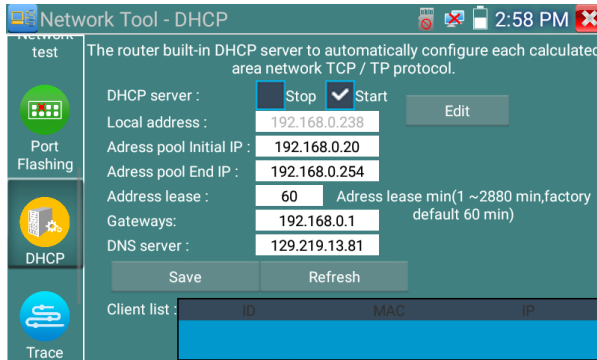 Network Tool - DHCP
2:58 PM
Network
test
The router built-in DHCP server to automatically configure each calculated
area network TCP / TP protocol.
DHCP server :
Stop
Start
Edit
Local address :
192.168.0.238
Port
Flashing
Adress pool Initial IP :
192.168.0.20
Adress pool End IP :
192.168.0.254
Address lease :
60
Adress lease min(1 ~2880 min,factory
default 60 min)
Gateways:
192.168.0.1
DNS server :
129.219.13.81
DHCP
Save
Refresh
Client list :
ID
MAC
IP
Trace